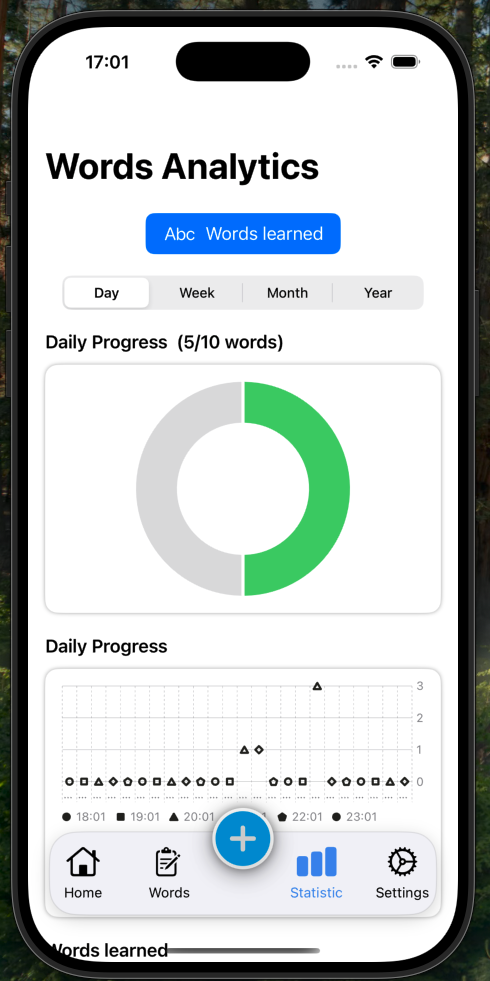 17:01
Words Analytics
Abc Words learned
Day Week Month Year
Daily Progress (5/10 words)
Daily Progress
3
2
1
0
18:01 19:01 20:01 22:01 23:01
Home Words Statistic Settings
Words learned